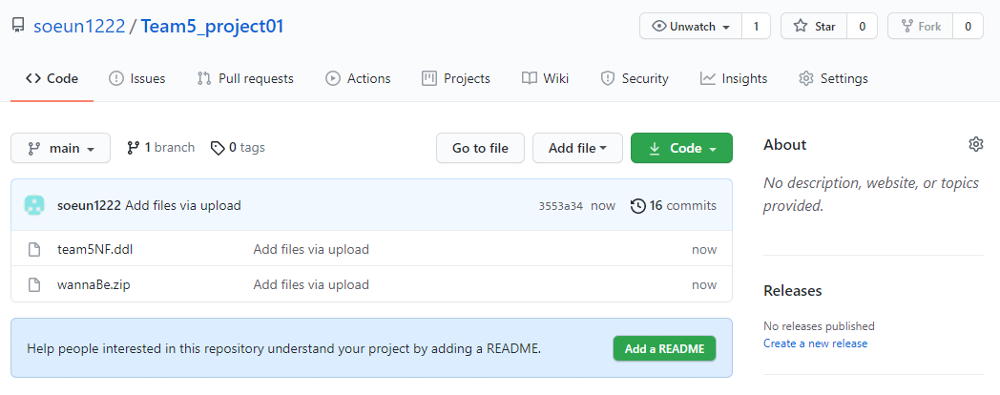 soeun1222 / Team5_project01
Unwatch 1 Star 0 Fork 0
Code Issues Pull requests Actions Projects Wiki Security Insights Settings
main 1 branch 0 tags Go to file Add file Code
soeun1222 Add files via upload 3553a34 now 16 commits
team5NF.ddl Add files via upload now
wannaBe.zip Add files via upload now
Help people interested in this repository understand your project by adding a README. Add a README
About
No description, website, or topics
provided.
Releases
No releases published
Create a new release